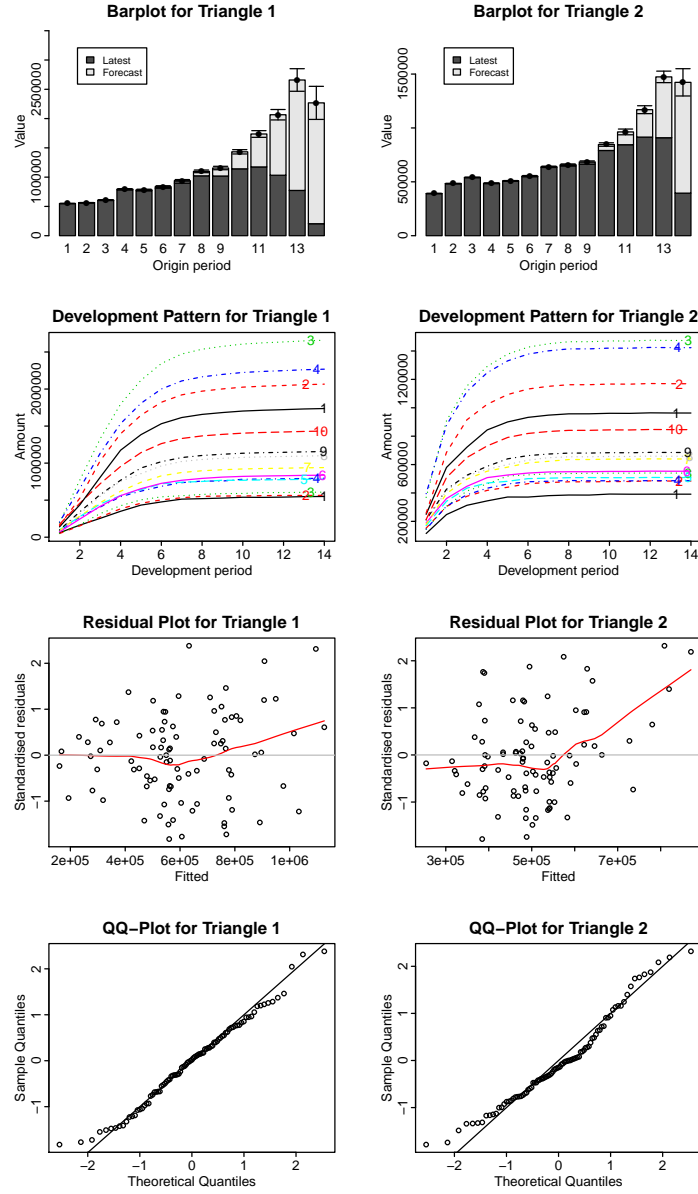 Barplot for Triangle 1
Value
0
1000000
2500000
Latest
Forecast
1 2 3 4 5 6 7 8 9 11 13
Origin period
Barplot for Triangle 2
0
500000
1500000
Latest
Forecast
1 2 3 4 5 6 7 8 9 11 13
Origin period
Development Pattern for Triangle 1
Amount
0
1000000
2000000
3
4
2
1
10
9
7
6
4
3
2
1
2 4 6 8 10 12 14
Development period
Development Pattern for Triangle 2
Amount
200000
600000
1000000
1400000
3
4
2
1
10
9
6
4
1
2 4 6 8 10 12 14
Development period
Residual Plot for Triangle 1
Standardised residuals
−1 0 1 2
2e+05 4e+05 6e+05 8e+05 1e+06
Fitted
Residual Plot for Triangle 2
Standardised residuals
−1 0 1 2
3e+05 5e+05 7e+05
Fitted
QQ−Plot for Triangle 1
Sample Quantiles
−1 0 1 2
−2 −1 0 1 2
Theoretical Quantiles
QQ−Plot for Triangle 2
Sample Quantiles
−1 0 1 2
−2 −1 0 1 2
Theoretical Quantiles